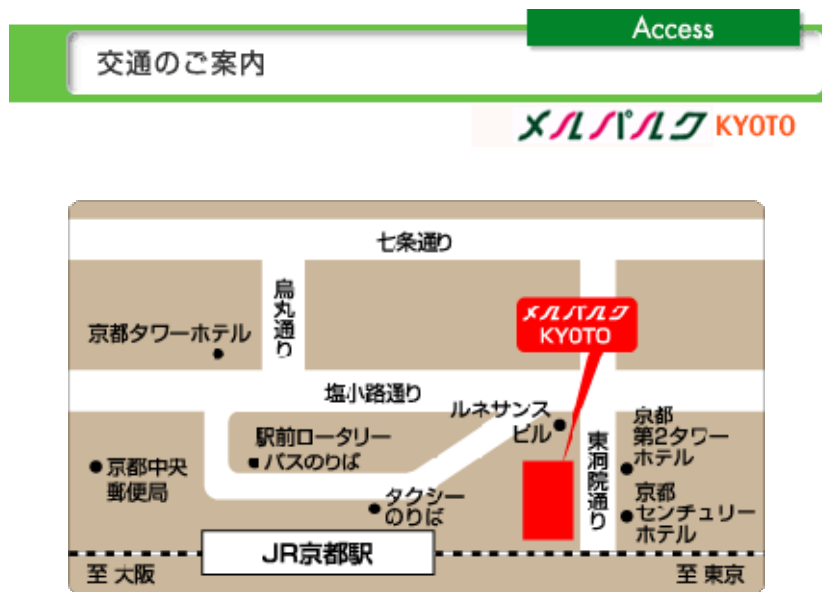 Access
交通のご案内
メルパルク KYOTO
七条通り
烏丸通り
メルパルク
KYOTO
京都タワーホテル
塩小路通り
ルネサンス
ビル
京都
第2タワー
ホテル
駅前ロータリー
バスのりば
東洞院通り
京都中央
郵便局
タクシー
のりば
京都
センチュリー
ホテル
JR京都駅
至 大阪
至 東京